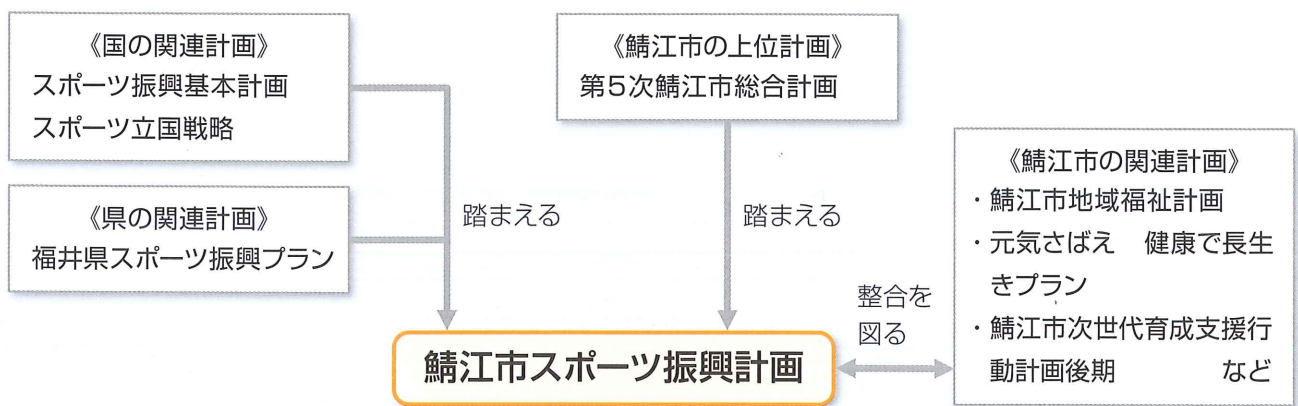 《国の関連計画》
スポーツ振興基本計画
スポーツ立国戦略
《県の関連計画》
福井県スポーツ振興プラン
踏まえる
《鯖江市の上位計画》
第5次鯖江市総合計画
踏まえる
《鯖江市の関連計画》
・鯖江市地域福祉計画
・元気さばえ　健康で長生
きプラン
・鯖江市次世代育成支援行
動計画後期　　　など
整合を
図る
鯖江市スポーツ振興計画